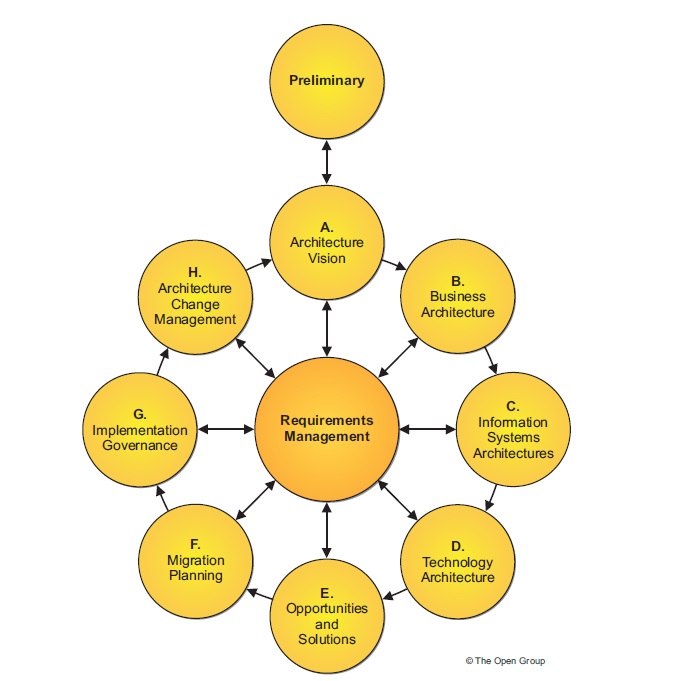 Preliminary
A.
Architecture
Vision
B.
Business
Architecture
C.
Information
Systems
Architectures
D.
Technology
Architecture
E.
Opportunities
and
Solutions
F.
Migration
Planning
G.
Implementation
Governance
H.
Architecture
Change
Management
Requirements
Management
© The Open Group